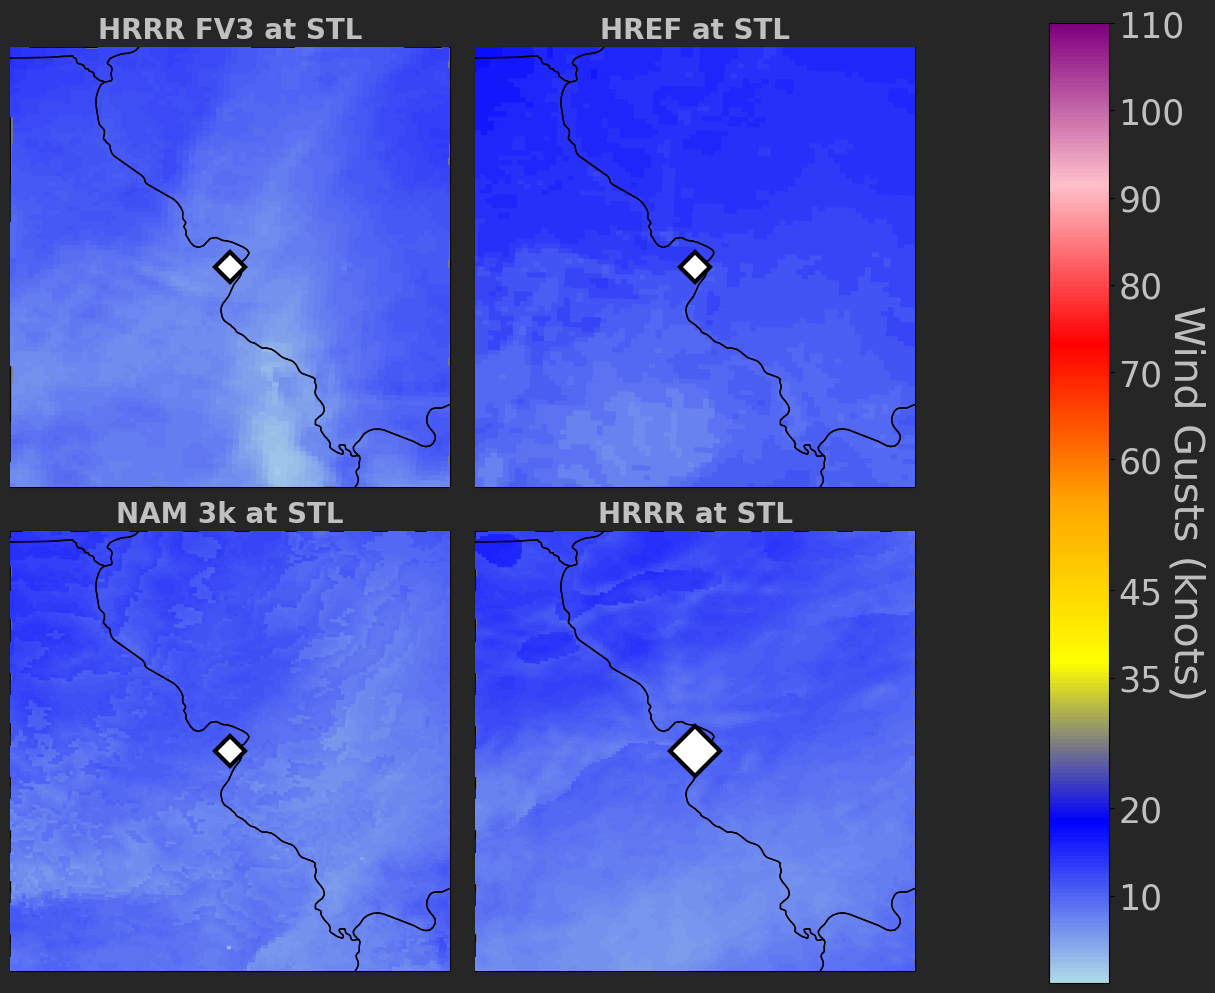 HRRR FV3 at STL
HREF at STL
NAM 3k at STL
HRRR at STL
110
100
90
80
70
60
45
35
20
10
Wind Gusts (knots)